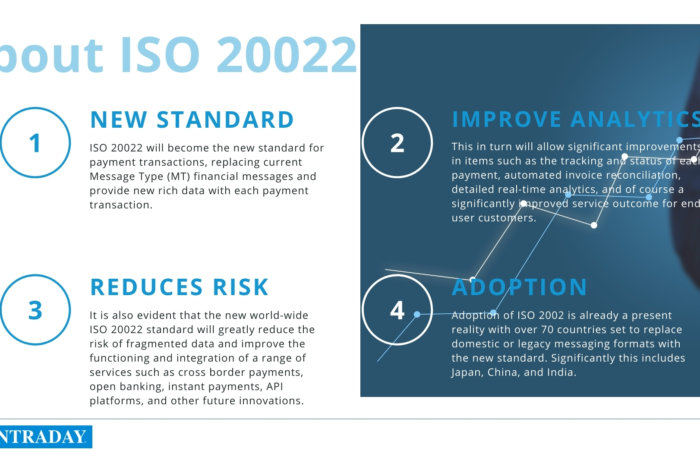 bout ISO 20022
1
NEW STANDARD
ISO 20022 will become the new standard for
payment transactions, replacing current
Message Type (MT) financial messages and
provide new rich data with each payment
transaction.
2
IMPROVE ANALYTICS
This in turn will allow significant improvements
in items such as the tracking and status of each
payment, automated invoice reconciliation,
detailed real-time analytics, and of course a
significantly improved service outcome for end
user customers.
3
REDUCES RISK
It is also evident that the new world-wide
ISO 20022 standard will greatly reduce the
risk of fragmented data and improve the
functioning and integration of a range of
services such as cross border payments,
open banking, instant payments, API
platforms, and other future innovations.
4
ADOPTION
Adoption of ISO 2002 is already a present
reality with over 70 countries set to replace
domestic or legacy messaging formats with
the new standard. Significantly this includes
Japan, China, and India.
NTRADAY